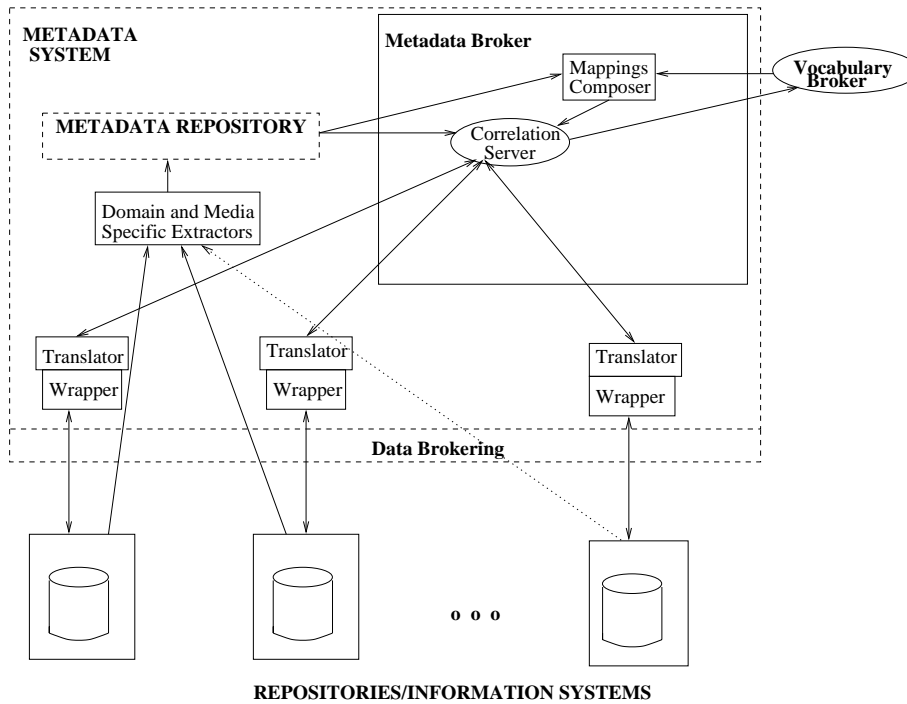 METADATA
SYSTEM
Metadata Broker
Mappings
Composer
Vocabulary
Broker
METADATA REPOSITORY
Correlation
Server
Domain and Media
Specific Extractors
Translator
Wrapper
Translator
Wrapper
Translator
Wrapper
Data Brokering
o o o
REPOSITORIES/INFORMATION SYSTEMS